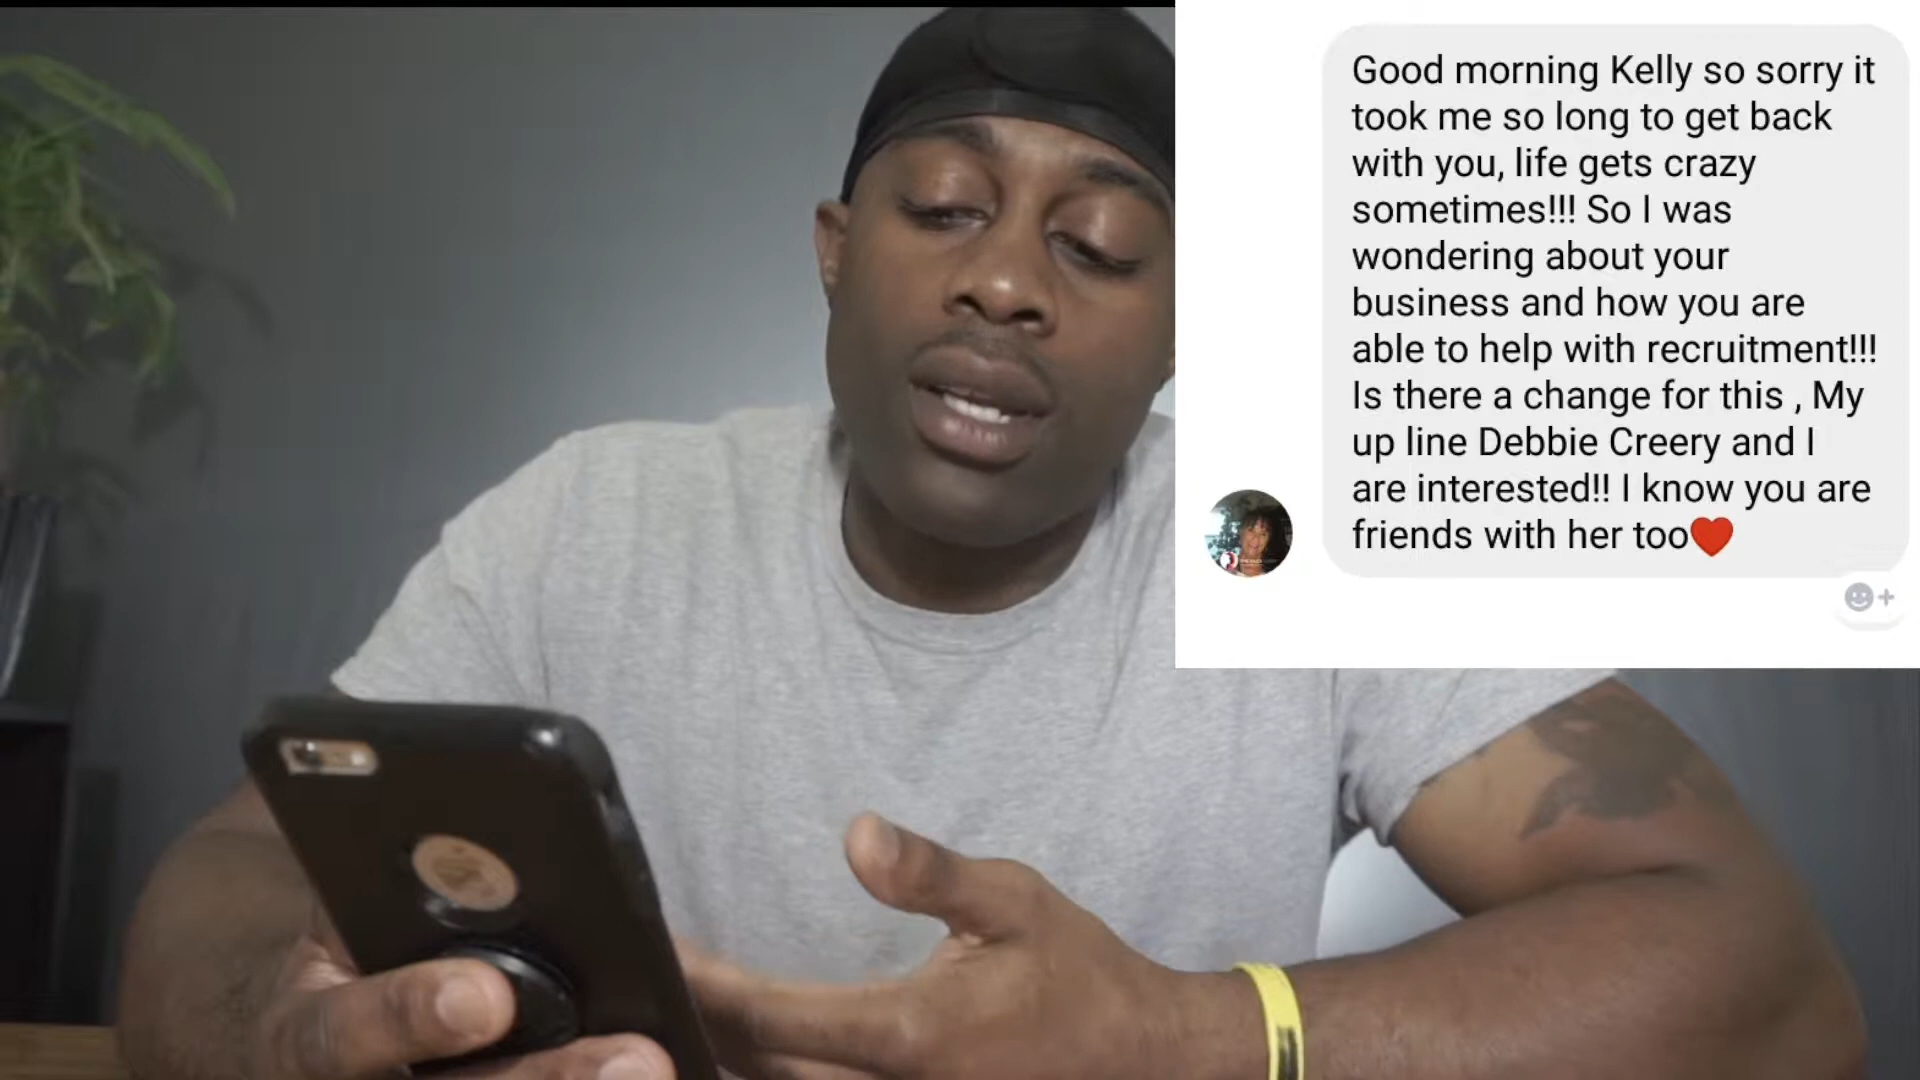 Good morning Kelly so sorry it
took me so long to get back
with you, life gets crazy
sometimes!!! So I was
wondering about your
business and how you are
able to help with recruitment!!!
Is there a change for this , My
up line Debbie Creery and I
are interested!! I know you are
friends with her too❤️